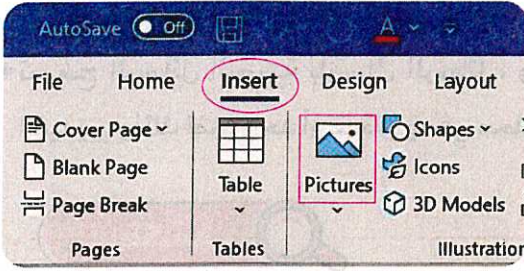 AutoSave Off
File Home Insert Design Layout
Cover Page
Blank Page
Page Break
Table
Pictures
Shapes
Icons
3D Models
Pages Tables Illustration